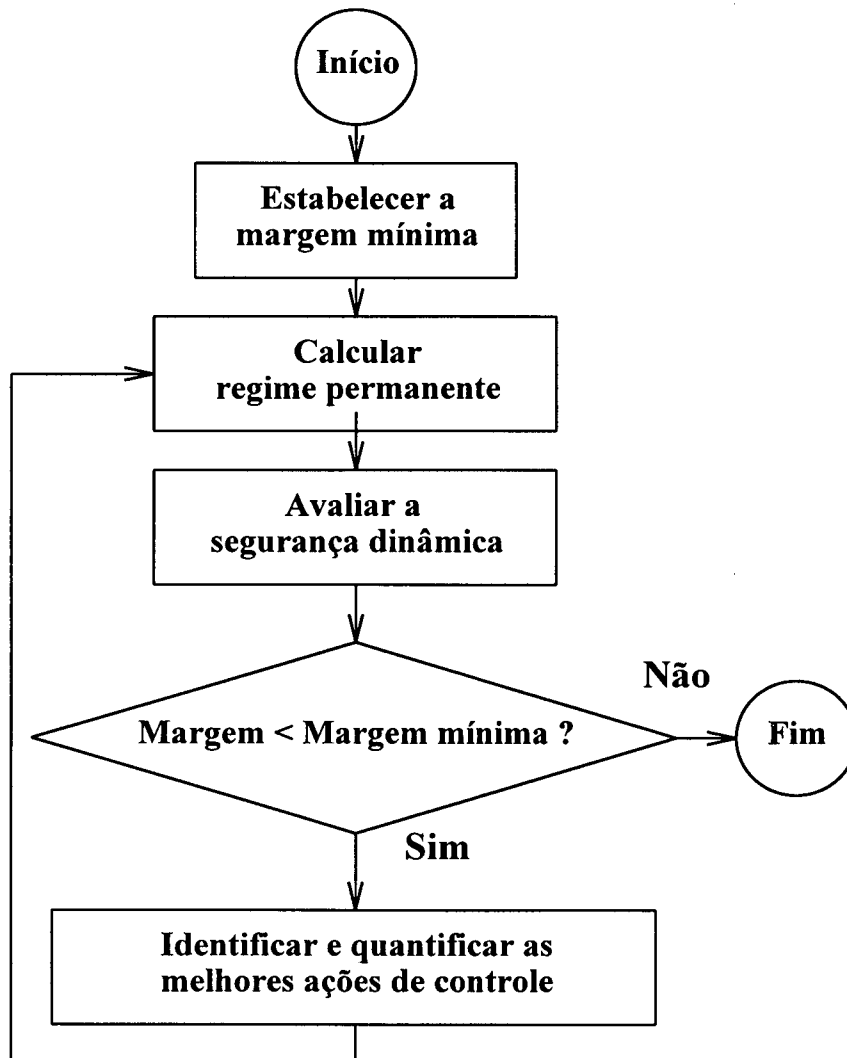 Início
Estabelecer a
margem mínima
Calcular
regime permanente
Avaliar a
segurança dinâmica
Não
Margem < Margem mínima ?
Fim
Sim
Identificar e quantificar as
melhores ações de controle